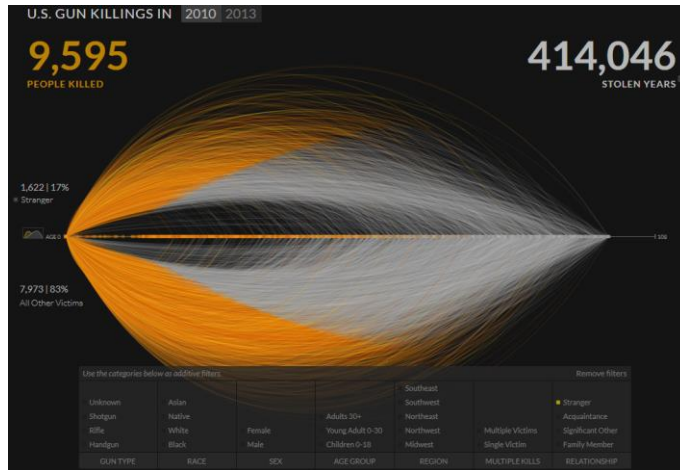 U.S. GUN KILLINGS IN 2010 2013
9,595
PEOPLE KILLED
414,046
STOLEN YEARS
1,622 | 17%
Stranger
AGE 0
7,973 | 83%
All Other Victims
Use the categories below as additive filters
Remove filters
Southeast
Unknown Asian Southwest Stranger
Shotgun Native Adults 30+ Northeast Acquaintance
Rifle White Female Young Adult 0-30 Northwest Multiple Victims Significant Other
Handgun Black Male Children 0-18 Midwest Single Victim Family Member
GUN TYPE RACE SEX AGE GROUP REGION MULTIPLE KILLS RELATIONSHIP